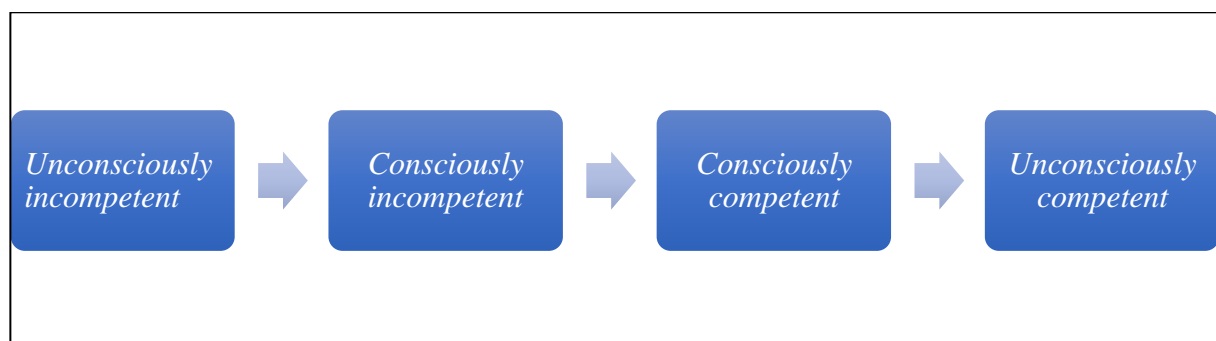 Unconsciously
incompetent
Consciously
incompetent
Consciously
competent
Unconsciously
competent